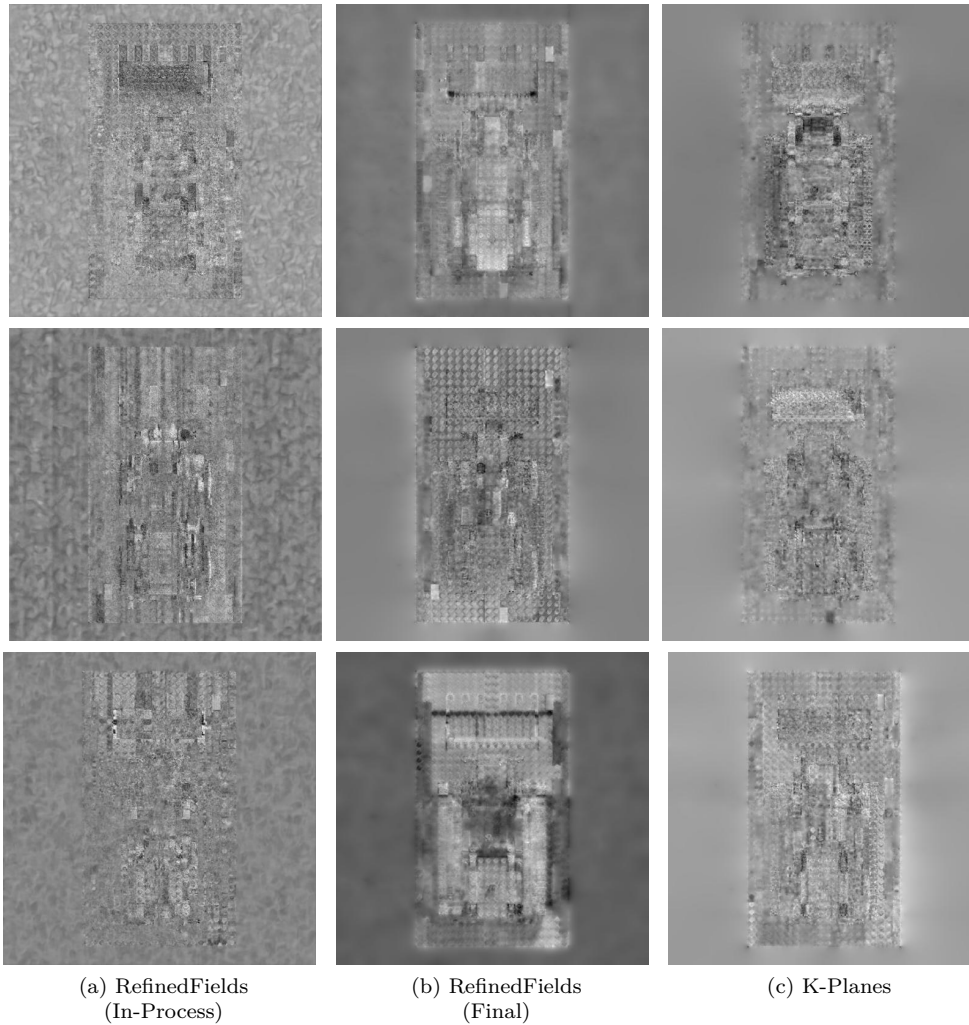 (a) RefinedFields
(In-Process)
(b) RefinedFields
(Final)
(c) K-Planes